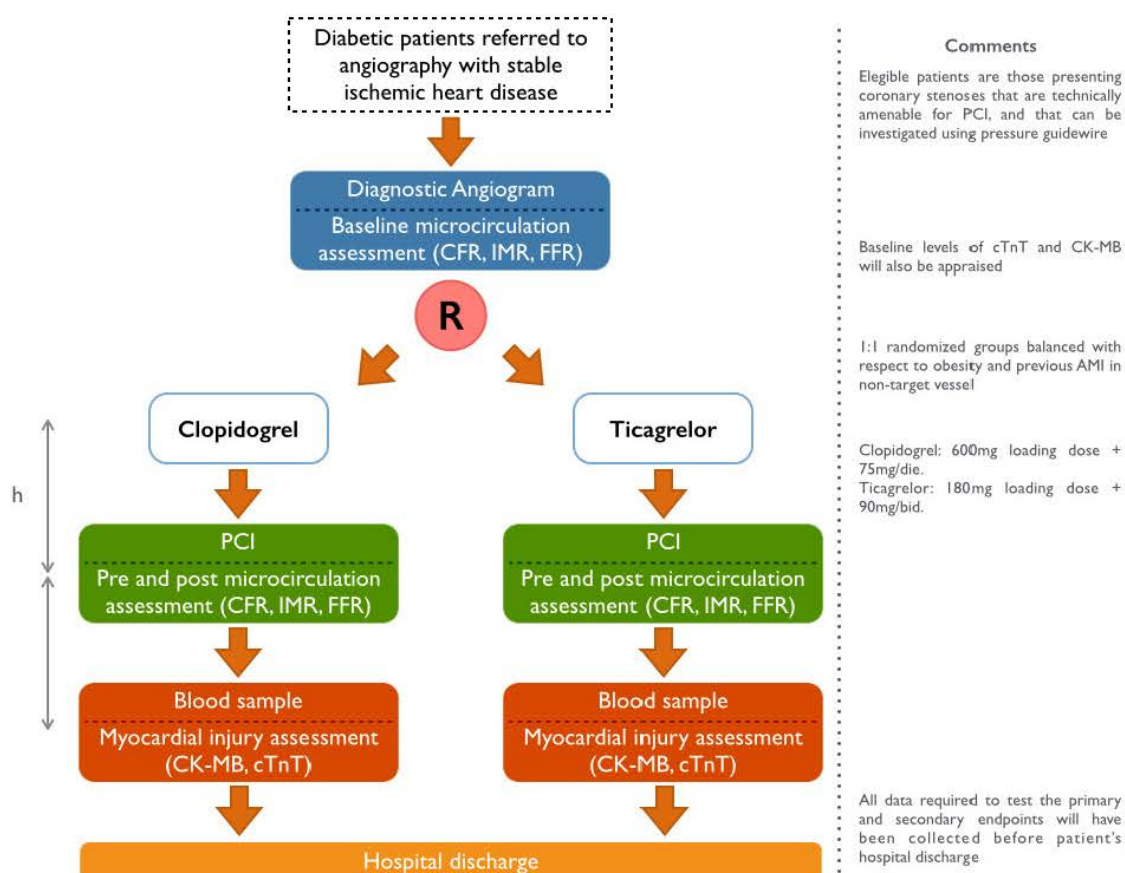 Diabetic patients referred to
angiography with stable
ischemic heart disease
Diagnostic Angiogram
Baseline microcirculation
assessment (CFR, IMR, FFR)
R
Clopidogrel
Ticagrelor
h
PCI
Pre and post microcirculation
assessment (CFR, IMR, FFR)
PCI
Pre and post microcirculation
assessment (CFR, IMR, FFR)
Blood sample
Myocardial injury assessment
(CK-MB, cTnT)
Blood sample
Myocardial injury assessment
(CK-MB, cTnT)
Hospital discharge
Comments
Elegible patients are those presenting
coronary stenoses that are technically
amenable for PCI, and that can be
investigated using pressure guidewire
Baseline levels of cTnT and CK-MB
will also be appraised
1:1 randomized groups balanced with
respect to obesity and previous AMI in
non-target vessel
Clopidogrel: 600mg loading dose +
75mg/die.
Ticagrelor: 180mg loading dose +
90mg/bid.
All data required to test the primary
and secondary endpoints will have
been collected before patient's
hospital discharge